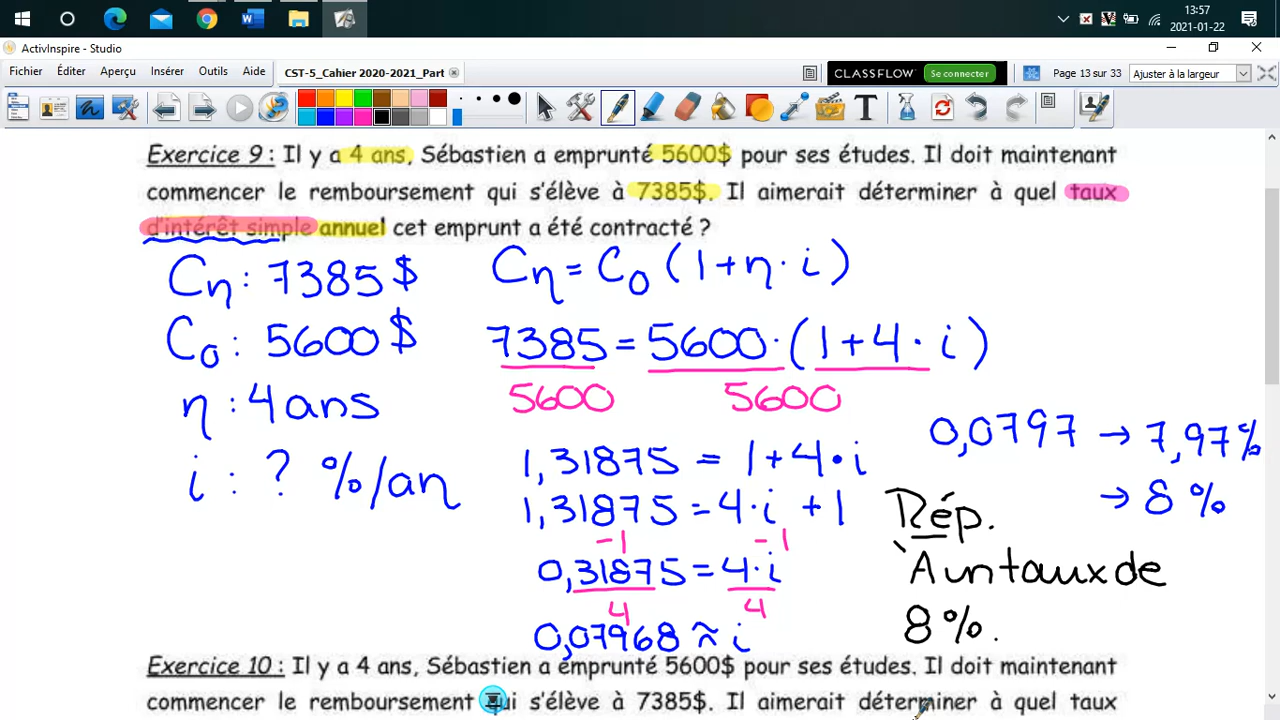 13:57
2021-01-22
ActivInspire - Studio
Fichier Éditer Aperçu Insérer Outils Aide CST-5_Cahier 2020-2021_Part CLASSFLOW Se connecter Page 13 sur 33 Ajuster à la largeur
Exercice 9 : Il y a 4 ans, Sébastien a emprunté 5600$ pour ses études. Il doit maintenant
commencer le remboursement qui s'élève à 7385$. Il aimerait déterminer à quel taux
d'intérêt simple annuel cet emprunt a été contracté ?
Cn : 7385 $
C0 : 5600 $
n : 4 ans
i : ? %/an
Cn = C0 (1 + n · i)
7385 = 5600 · (1 + 4 · i)
5600 5600
1,31875 = 1 + 4 · i
1,31875 = 4 · i + 1
-1 -1
0,31875 = 4 · i
4 4
0,07968 ≈ i
0,0797 → 7,97 %
→ 8 %
Rép.
À un taux de
8 %.
Exercice 10 : Il y a 4 ans, Sébastien a emprunté 5600$ pour ses études. Il doit maintenant
commencer le remboursement qui s'élève à 7385$. Il aimerait déterminer à quel taux